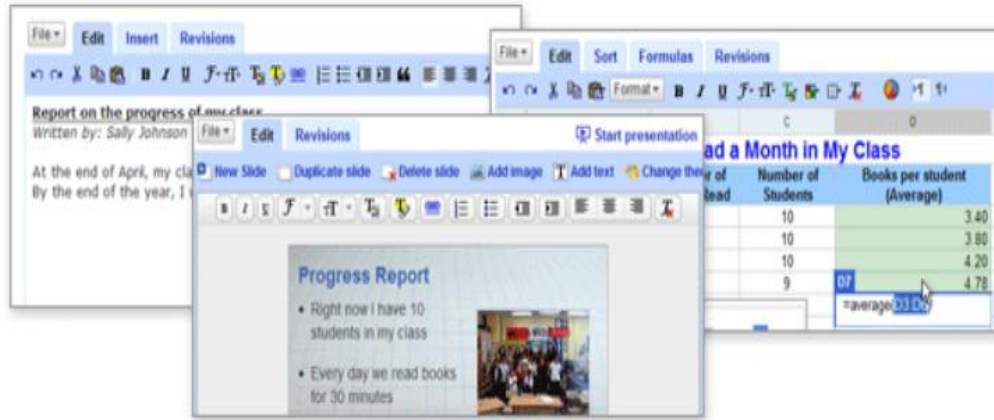 File Edit Insert Revisions
Report on the progress of my class
Written by: Sally Johnson
At the end of April, my cla
By the end of the year, I
File Edit Sort Formulas Revisions
Format
C D
ad a Month in My Class
r of Number of Books per student
Read Students (Average)
10 3.40
10 3.80
10 4.20
9 4.78
D7
=average(D3:D6)
File Edit Revisions Start presentation
New Slide Duplicate slide Delete slide Add image Add text Change the
Progress Report
• Right now I have 10
students in my class
• Every day we read books
for 30 minutes